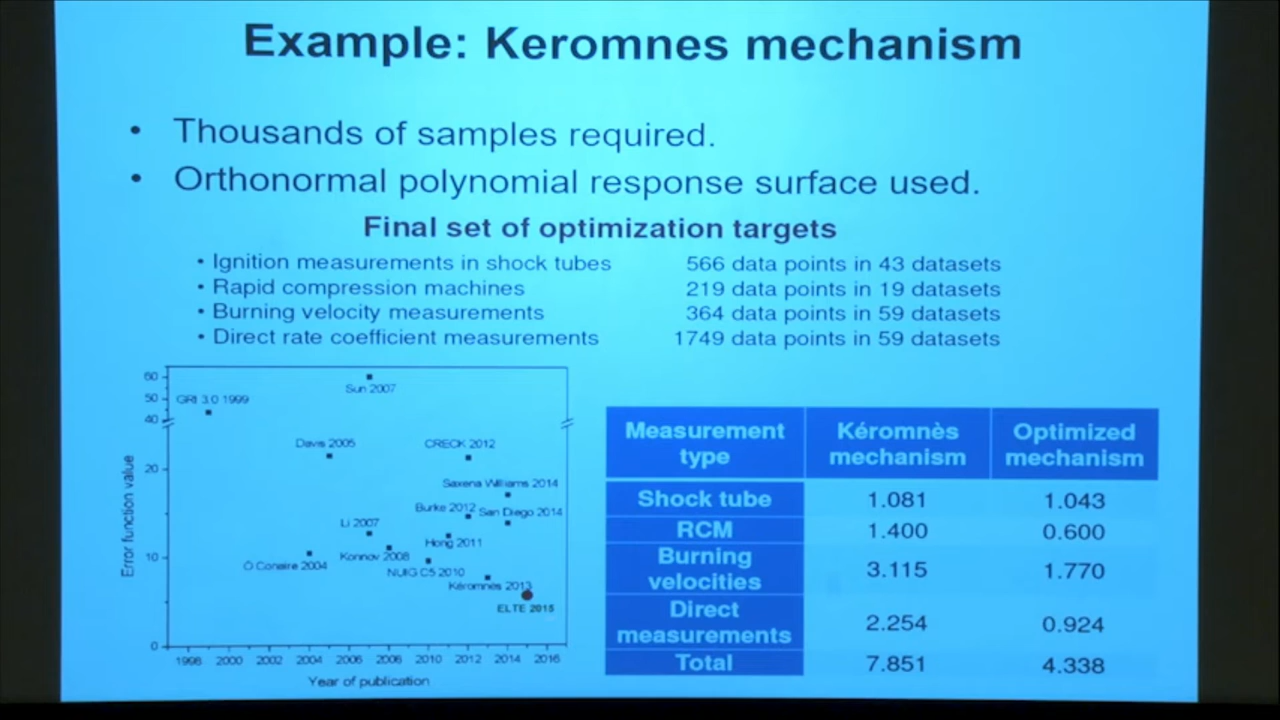 Example: Keromnes mechanism
• Thousands of samples required.
• Orthonormal polynomial response surface used.
Final set of optimization targets
• Ignition measurements in shock tubes 566 data points in 43 datasets
• Rapid compression machines 219 data points in 19 datasets
• Burning velocity measurements 364 data points in 59 datasets
• Direct rate coefficient measurements 1749 data points in 59 datasets
60
50
40
20
10
0
Error function value
GRI 3.0 1999
Sun 2007
Davis 2005
CRECK 2012
Saxena Williams 2014
Burke 2012
San Diego 2014
Li 2007
Hong 2011
Konnov 2008
Ó Conaire 2004
NUIG C5 2010
Kéromnès 2013
ELTE 2015
1998 2000 2002 2004 2006 2008 2010 2012 2014 2016
Year of publication
Measurement Kéromnès Optimized
type mechanism mechanism
Shock tube 1.081 1.043
RCM 1.400 0.600
Burning
velocities 3.115 1.770
Direct
measurements 2.254 0.924
Total 7.851 4.338